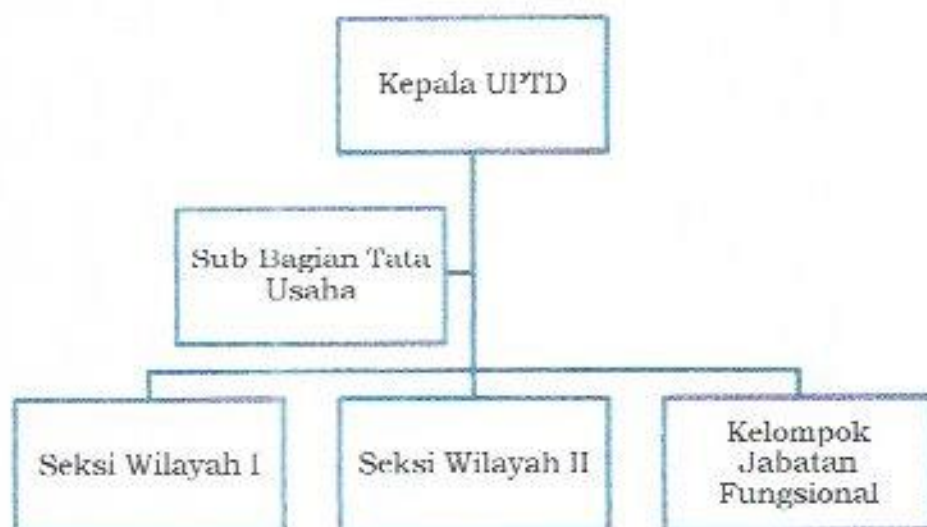 Kepala UPTD
Sub Bagian Tata
Usaha
Seksi Wilayah I
Seksi Wilayah II
Kelompok
Jabatan
Fungsional